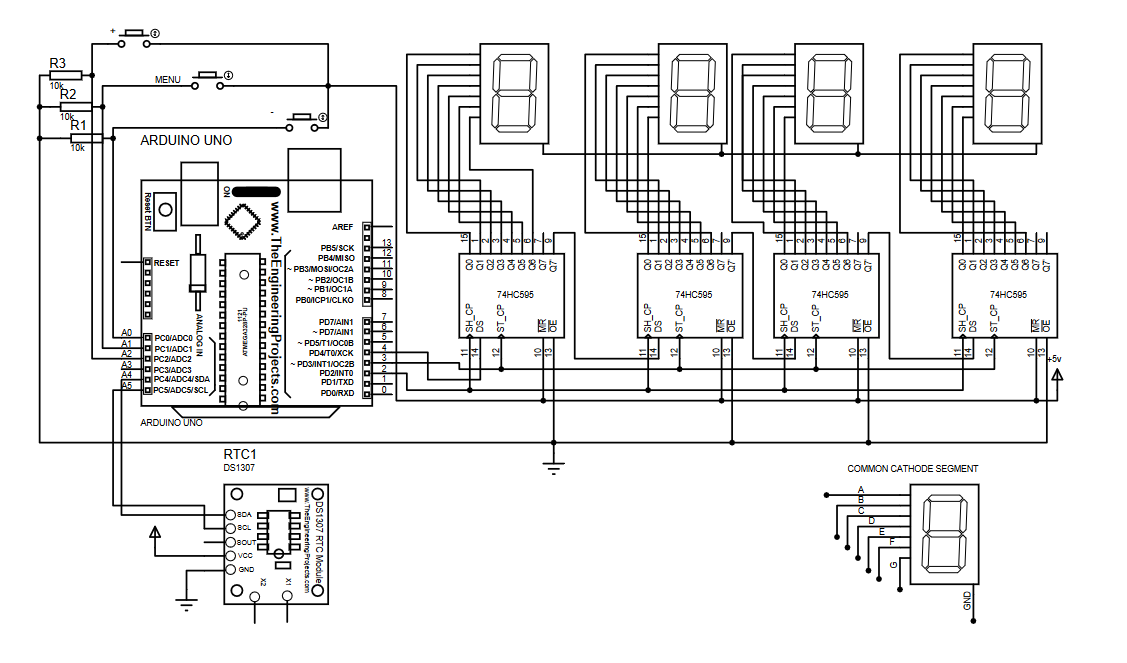 +
R3
10k
MENU
R2
10k
-
R1
10k
ARDUINO UNO
Reset BTN
ON
www.TheEngineeringProjects.com
RESET
AREF
PB5/SCK 13
PB4/MISO 12
~ PB3/MOSI/OC2A 11
~ PB2/OC1B 10
~ PB1/OC1A 9
PB0/ICP1/CLKO 8
PD7/AIN1 7
~ PD7/AIN1 6
~ PD5/T1/OC0B 5
PD4/T0/XCK 4
~ PD3/INT1/OC2B 3
PD2/INT0 2
PD1/TXD 1
PD0/RXD 0
ANALOG IN
A0 PC0/ADC0
A1 PC1/ADC1
A2 PC2/ADC2
A3 PC3/ADC3
A4 PC4/ADC4/SDA
A5 PC5/ADC5/SCL
ARDUINO UNO
15 1 2 3 4 5 6 7 9
Q0 Q1 Q2 Q3 Q4 Q5 Q6 Q7 Q7'
74HC595
SH_CP DS ST_CP MR OE
11 14 12 10 13
15 1 2 3 4 5 6 7 9
Q0 Q1 Q2 Q3 Q4 Q5 Q6 Q7 Q7'
74HC595
SH_CP DS ST_CP MR OE
11 14 12 10 13
15 1 2 3 4 5 6 7 9
Q0 Q1 Q2 Q3 Q4 Q5 Q6 Q7 Q7'
74HC595
SH_CP DS ST_CP MR OE
11 14 12 10 13
15 1 2 3 4 5 6 7 9
Q0 Q1 Q2 Q3 Q4 Q5 Q6 Q7 Q7'
74HC595
SH_CP DS ST_CP MR OE
11 14 12 10 13
+5v
RTC1
DS1307
SDA
SCL
SOUT
VCC
GND
www.TheEngineeringProjects.com
DS1307 RTC Module
X2
X1
COMMON CATHODE SEGMENT
A
B
C
D
E
F
G
GND